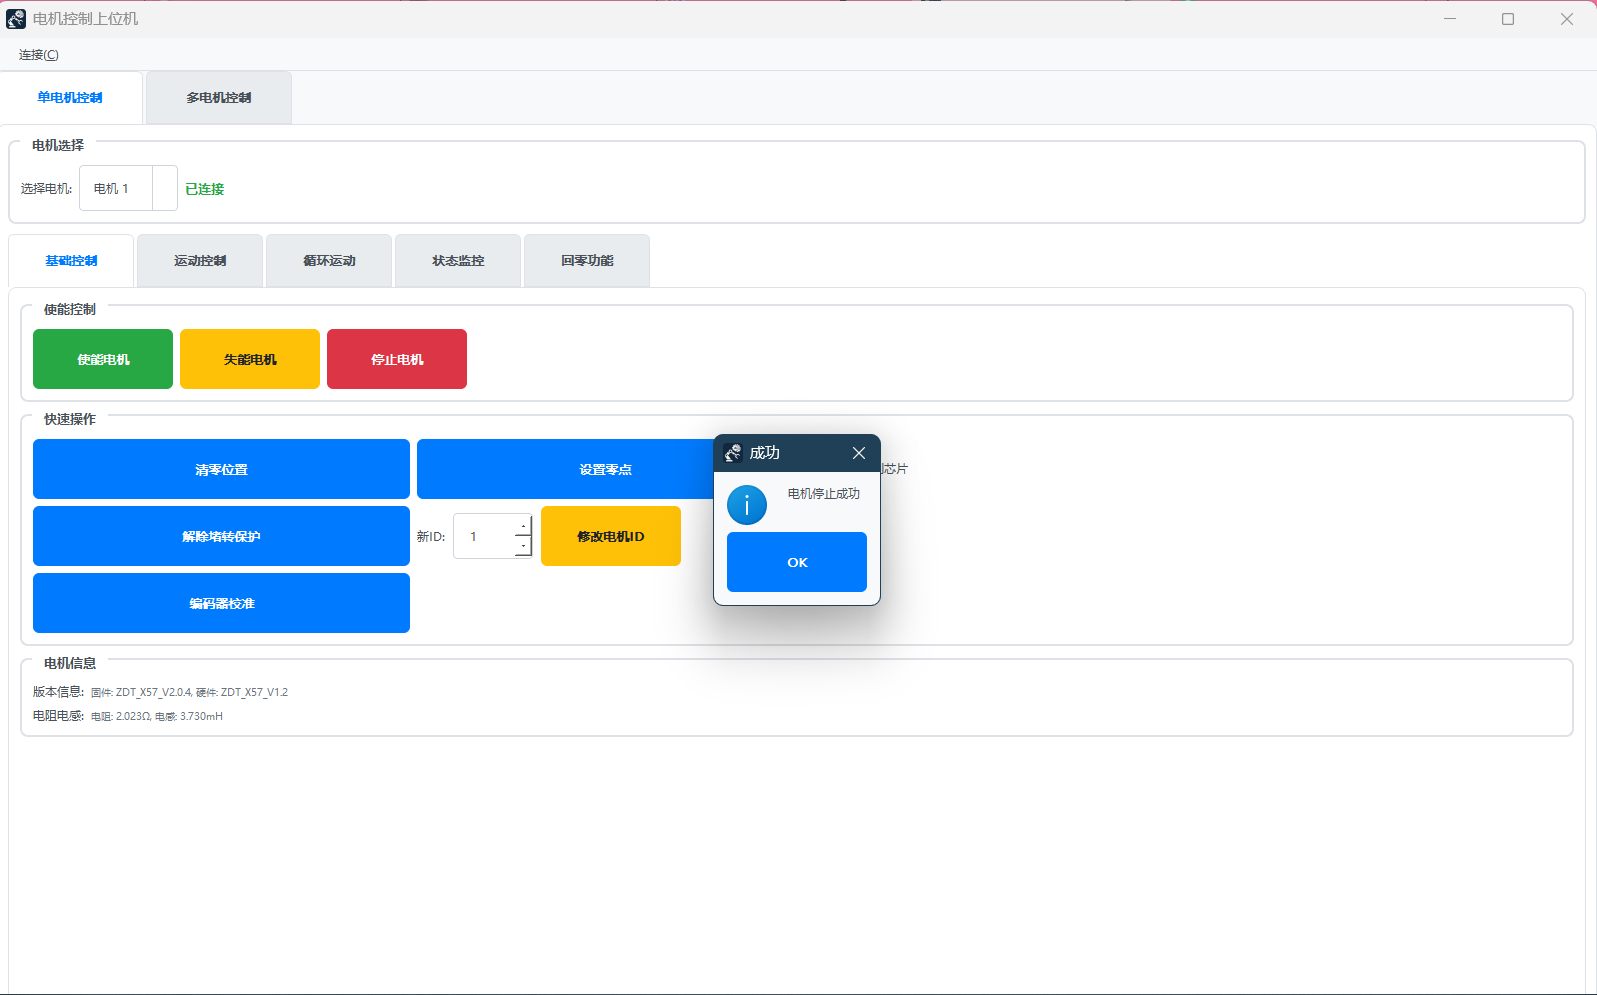 电机控制上位机
连接(C)
单电机控制
多电机控制
电机选择
选择电机:
电机 1
已连接
基础控制
运动控制
循环运动
状态监控
回零功能
使能控制
使能电机
失能电机
停止电机
快速操作
清零位置
设置零点
芯片
解除堵转保护
新ID:
1
修改电机ID
编码器校准
成功
电机停止成功
OK
电机信息
版本信息: 固件: ZDT_X57_V2.0.4, 硬件: ZDT_X57_V1.2
电阻电感: 电阻: 2.023Ω, 电感: 3.730mH